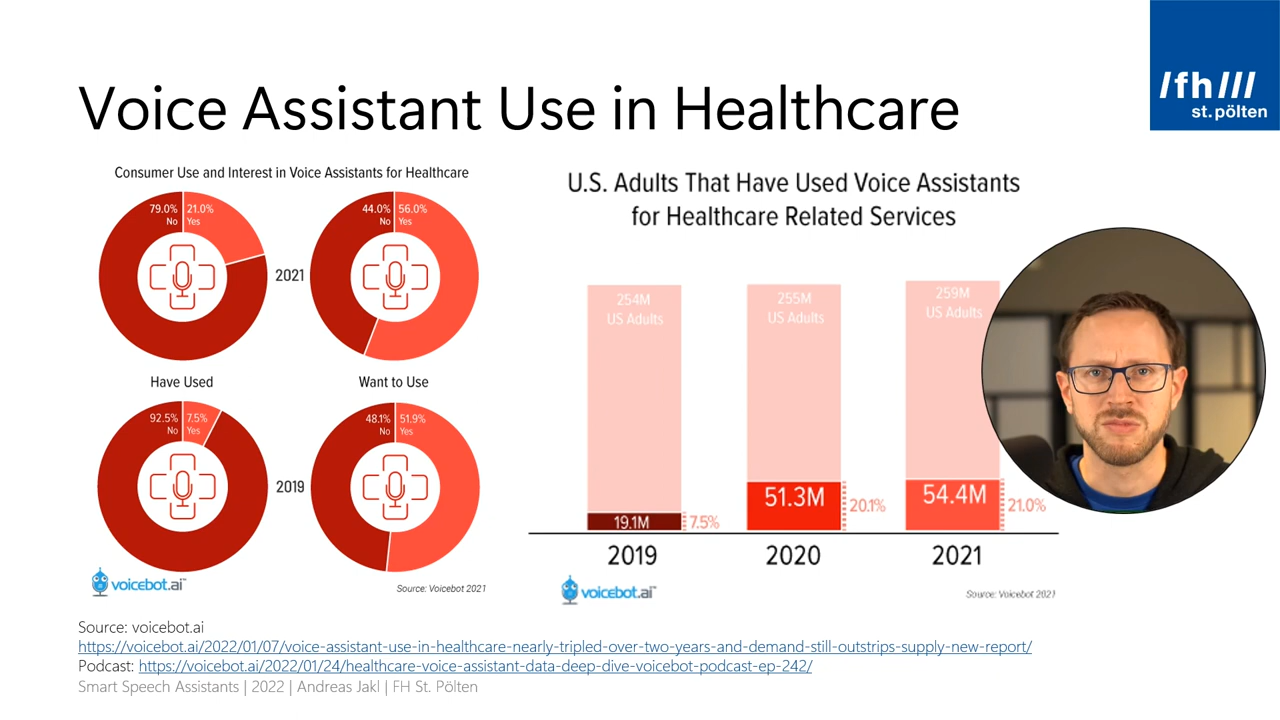 /fh///
st.pölten
Voice Assistant Use in Healthcare
Consumer Use and Interest in Voice Assistants for Healthcare
79.0% No
21.0% Yes
44.0% No
56.0% Yes
2021
Have Used
Want to Use
92.5% No
7.5% Yes
48.1% No
51.9% Yes
2019
voicebot.ai™
Source: Voicebot 2021
U.S. Adults That Have Used Voice Assistants
for Healthcare Related Services
254M
US Adults
255M
US Adults
259M
US Adults
19.1M
7.5%
51.3M
20.1%
54.4M
21.0%
2019
2020
2021
voicebot.ai™
Source: Voicebot 2021
Source: voicebot.ai
https://voicebot.ai/2022/01/07/voice-assistant-use-in-healthcare-nearly-tripled-over-two-years-and-demand-still-outstrips-supply-new-report/
Podcast: https://voicebot.ai/2022/01/24/healthcare-voice-assistant-data-deep-dive-voicebot-podcast-ep-242/
Smart Speech Assistants | 2022 | Andreas Jakl | FH St. Pölten